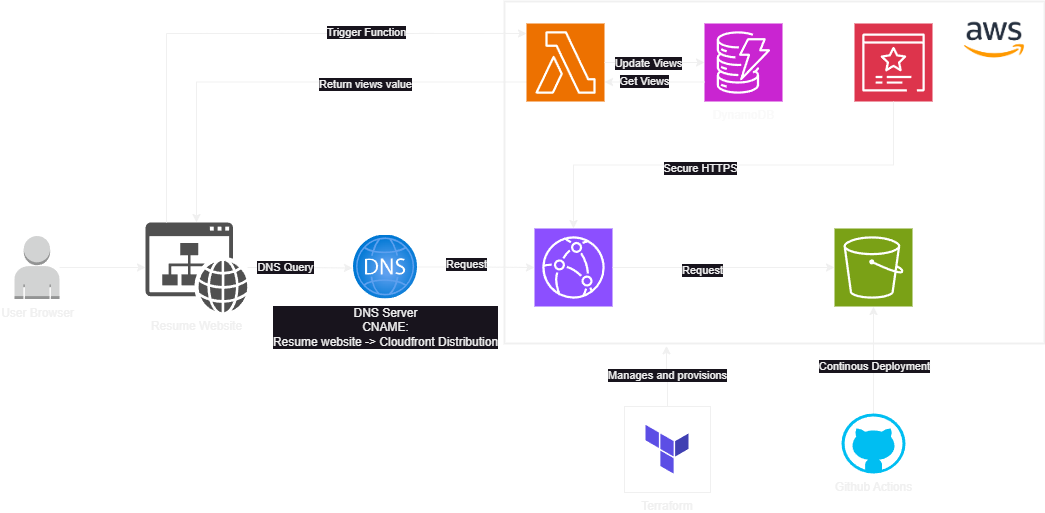 Trigger Function
aws
Update Views
Return views value
Get Views
DynamoDB
Secure HTTPS
DNS
DNS Query
Request
Request
User Browser
Resume Website
DNS Server
CNAME:
Resume website -> Cloudfront Distribution
Manages and provisions
Continous Deployment
Terraform
Github Actions